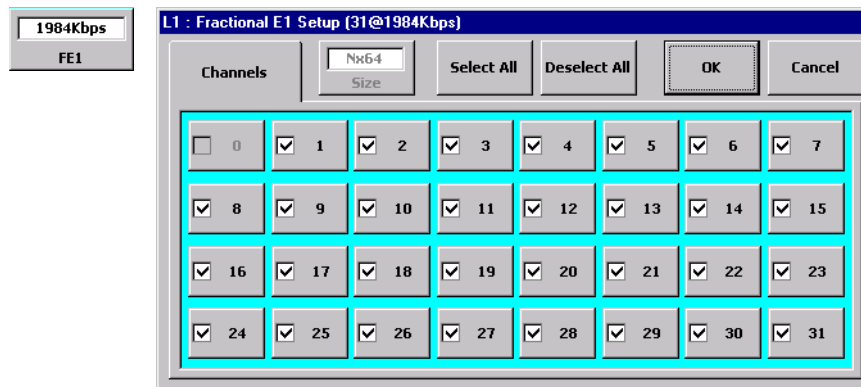 1984Kbps
FE1
L1 : Fractional E1 Setup (31@1984Kbps)
Channels
Nx64
Size
Select All
Deselect All
OK
Cancel
0 1 2 3 4 5 6 7
8 9 10 11 12 13 14 15
16 17 18 19 20 21 22 23
24 25 26 27 28 29 30 31